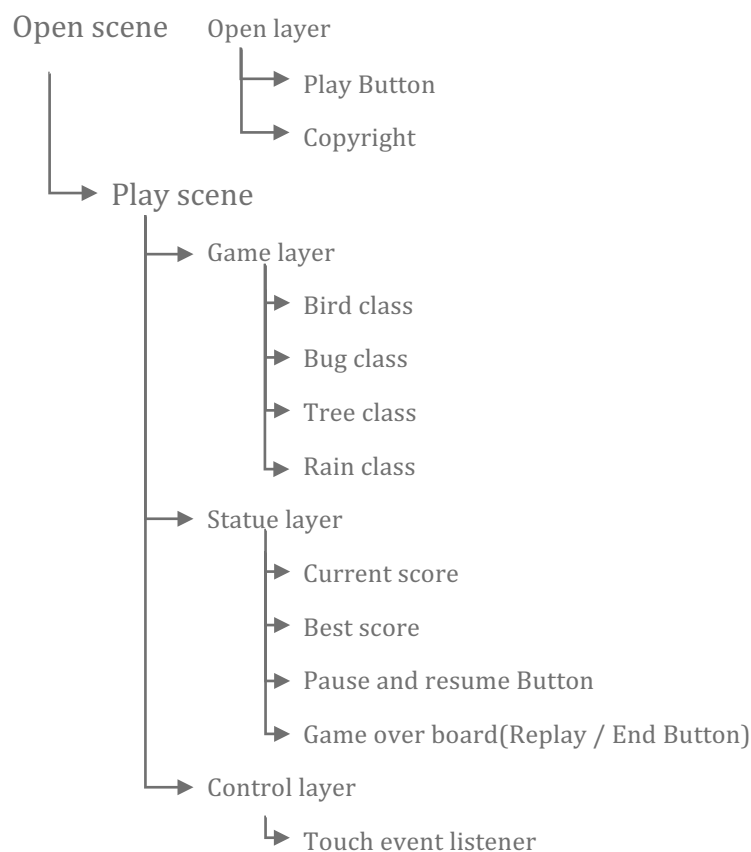 Open scene Open layer
Play Button
Copyright
Play scene
Game layer
Bird class
Bug class
Tree class
Rain class
Statue layer
Current score
Best score
Pause and resume Button
Game over board(Replay / End Button)
Control layer
Touch event listener